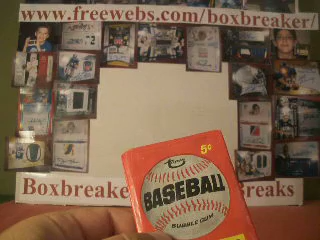 www.freewebs.com/boxbreaker/
Boxbreake
Breaks
5¢
Topps
BASEBALL
BUBBLE GUM